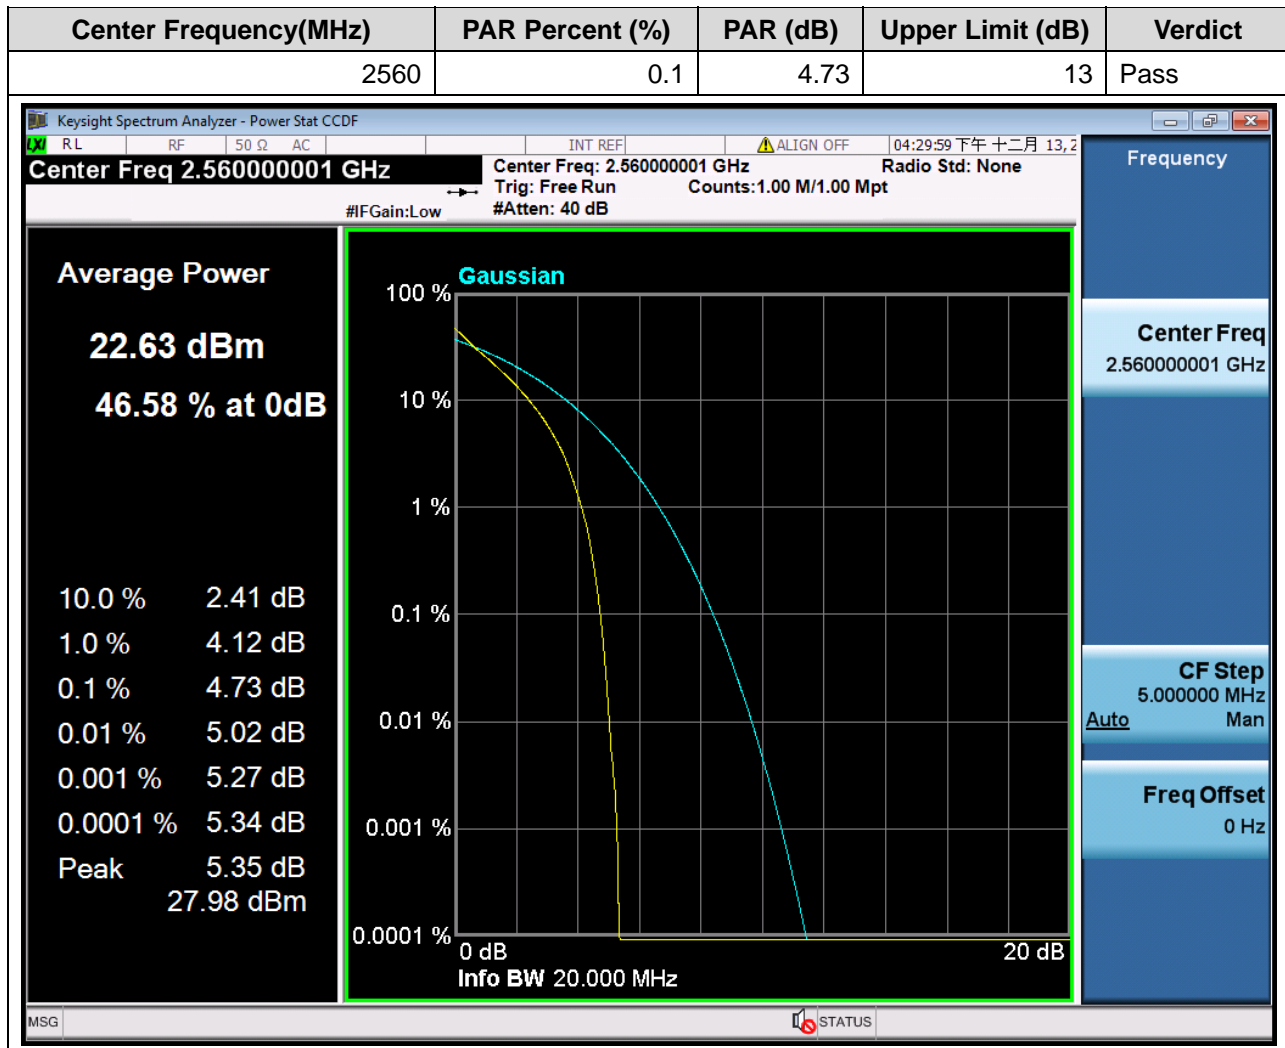 Center Frequency(MHz) PAR Percent (%) PAR (dB) Upper Limit (dB) Verdict
2560 0.1 4.73 13 Pass
Keysight Spectrum Analyzer - Power Stat CCDF
LXI RL RF 50 Ω AC INT REF ALIGN OFF 04:29:59 下午 十二月 13, 2
Center Freq 2.560000001 GHz
Center Freq: 2.560000001 GHz Radio Std: None
Trig: Free Run Counts:1.00 M/1.00 Mpt
#IFGain:Low #Atten: 40 dB
Average Power
22.63 dBm
46.58 % at 0dB
10.0 % 2.41 dB
1.0 % 4.12 dB
0.1 % 4.73 dB
0.01 % 5.02 dB
0.001 % 5.27 dB
0.0001 % 5.34 dB
Peak 5.35 dB
27.98 dBm
Gaussian
100 %
10 %
1 %
0.1 %
0.01 %
0.001 %
0.0001 %
0 dB 20 dB
Info BW 20.000 MHz
Frequency
Center Freq
2.560000001 GHz
CF Step
5.000000 MHz
Auto Man
Freq Offset
0 Hz
MSG STATUS